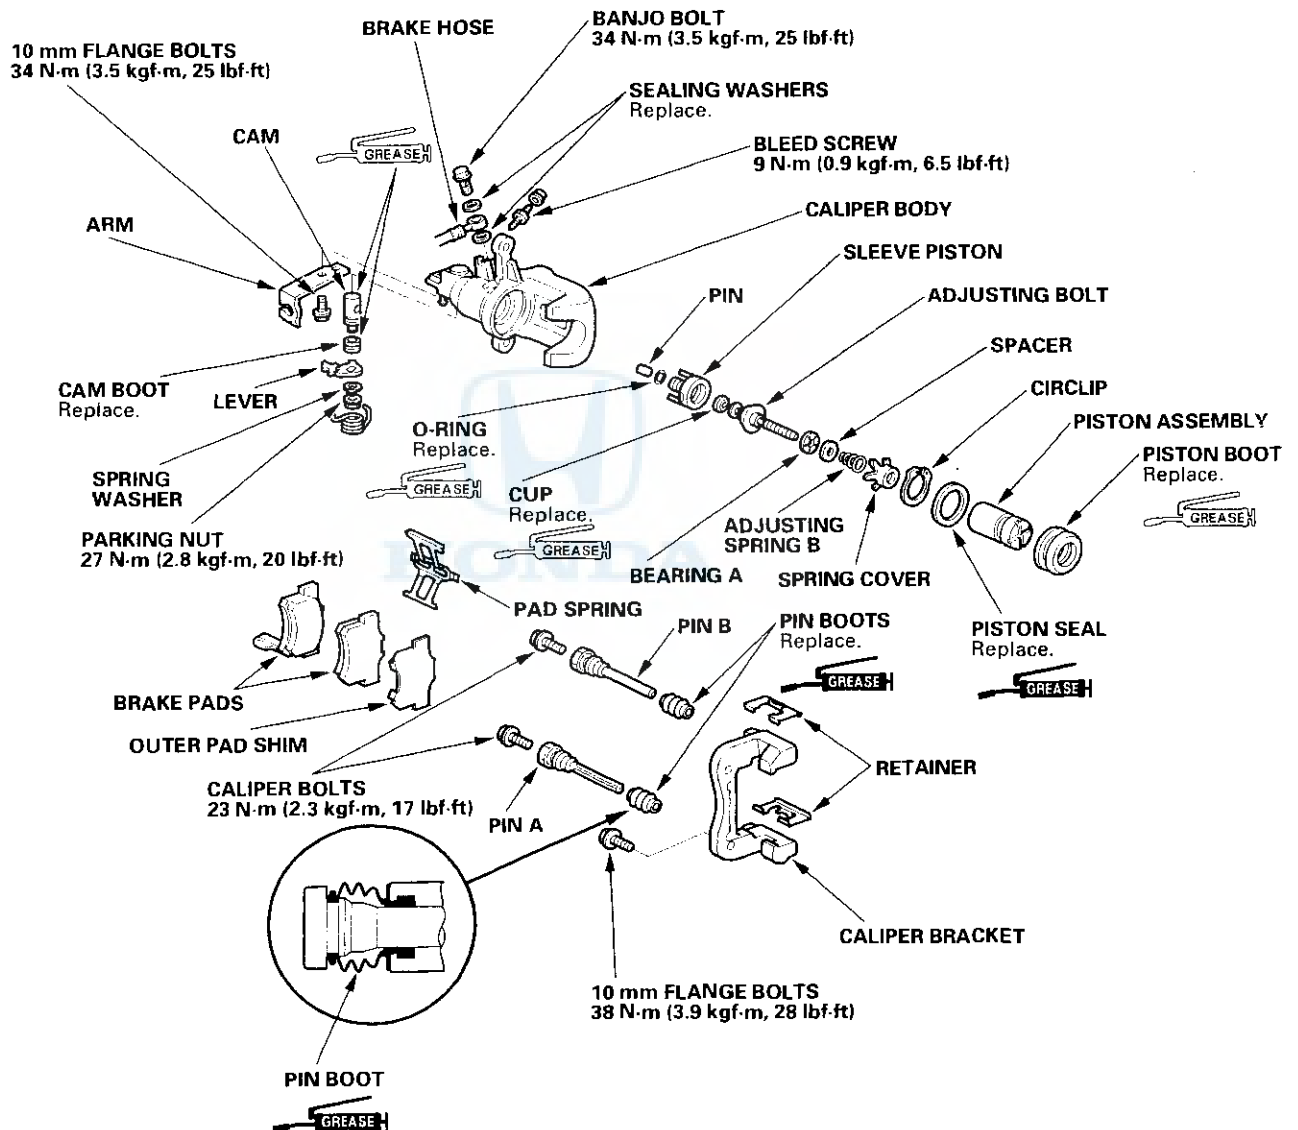 BRAKE HOSE
BANJO BOLT
34 N·m (3.5 kgf·m, 25 lbf·ft)
10 mm FLANGE BOLTS
34 N·m (3.5 kgf·m, 25 lbf·ft)
SEALING WASHERS
Replace.
CAM
GREASE
BLEED SCREW
9 N·m (0.9 kgf·m, 6.5 lbf·ft)
CALIPER BODY
ARM
SLEEVE PISTON
PIN
ADJUSTING BOLT
SPACER
CIRCLIP
CAM BOOT
Replace.
LEVER
PISTON ASSEMBLY
O-RING
Replace.
GREASE
PISTON BOOT
Replace.
GREASE
SPRING
WASHER
CUP
Replace.
GREASE
ADJUSTING
SPRING B
PARKING NUT
27 N·m (2.8 kgf·m, 20 lbf·ft)
HONDA
BEARING A
SPRING COVER
PAD SPRING
PIN B
PIN BOOTS
Replace.
GREASE
PISTON SEAL
Replace.
GREASE
BRAKE PADS
OUTER PAD SHIM
RETAINER
CALIPER BOLTS
23 N·m (2.3 kgf·m, 17 lbf·ft)
PIN A
CALIPER BRACKET
10 mm FLANGE BOLTS
38 N·m (3.9 kgf·m, 28 lbf·ft)
PIN BOOT
GREASE